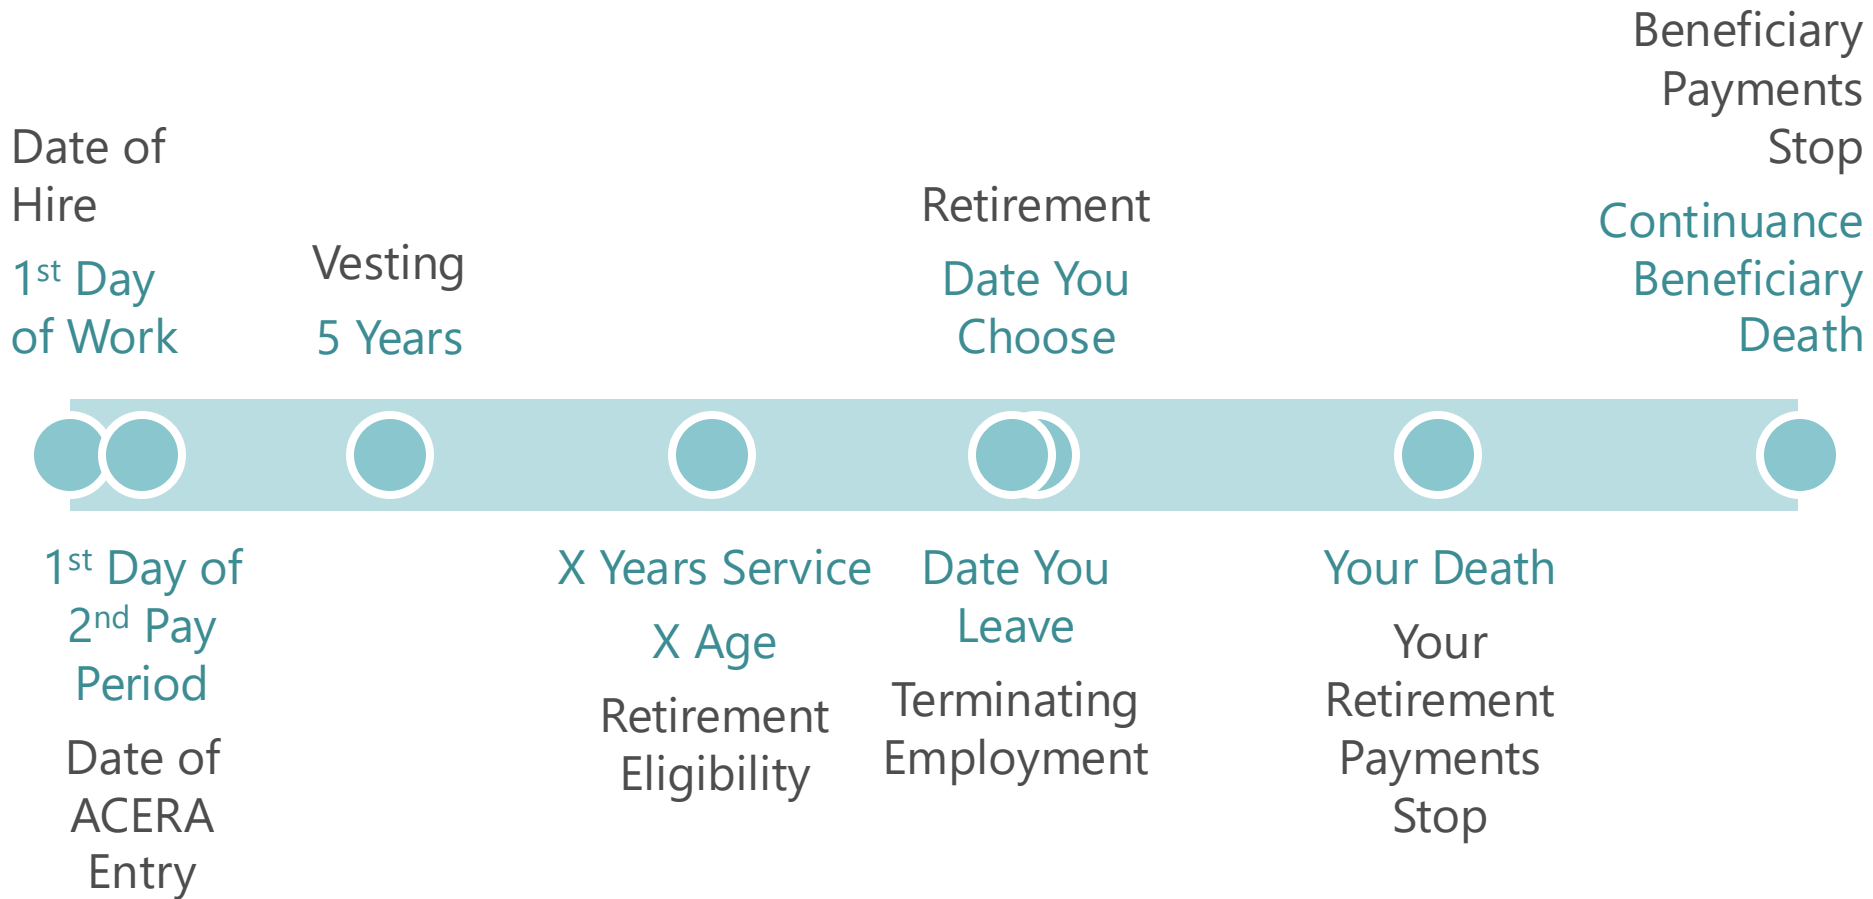 Date of
Hire
1st Day
of Work
Vesting
5 Years
Retirement
Date You
Choose
Beneficiary
Payments
Stop
Continuance
Beneficiary
Death
1st Day of
2nd Pay
Period
Date of
ACERA
Entry
X Years Service
X Age
Retirement
Eligibility
Date You
Leave
Terminating
Employment
Your Death
Your
Retirement
Payments
Stop